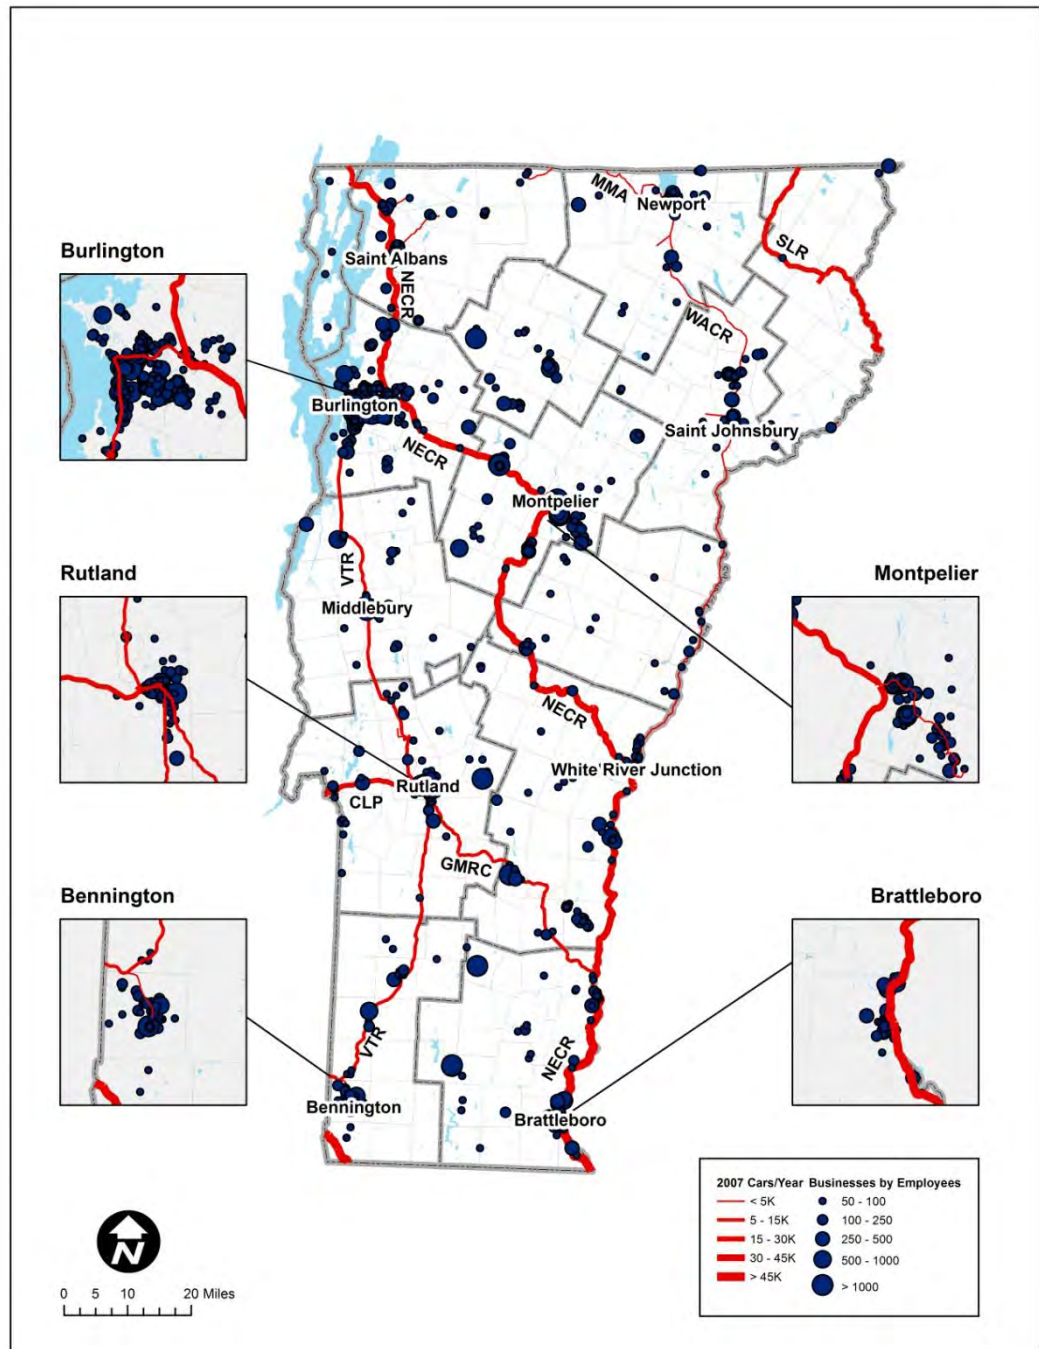 MMA
Newport
SLR
Burlington
Saint Albans
NECR
WACR
Burlington
Saint Johnsbury
NECR
Montpelier
VTR
Rutland
Montpelier
Middlebury
NECR
White River Junction
Rutland
CLP
GMRC
Bennington
Brattleboro
VTR
NECR
Bennington
Brattleboro
2007 Cars/Year
< 5K
5 - 15K
15 - 30K
30 - 45K
> 45K
Businesses by Employees
50 - 100
100 - 250
250 - 500
500 - 1000
> 1000
N
0 5 10 20 Miles